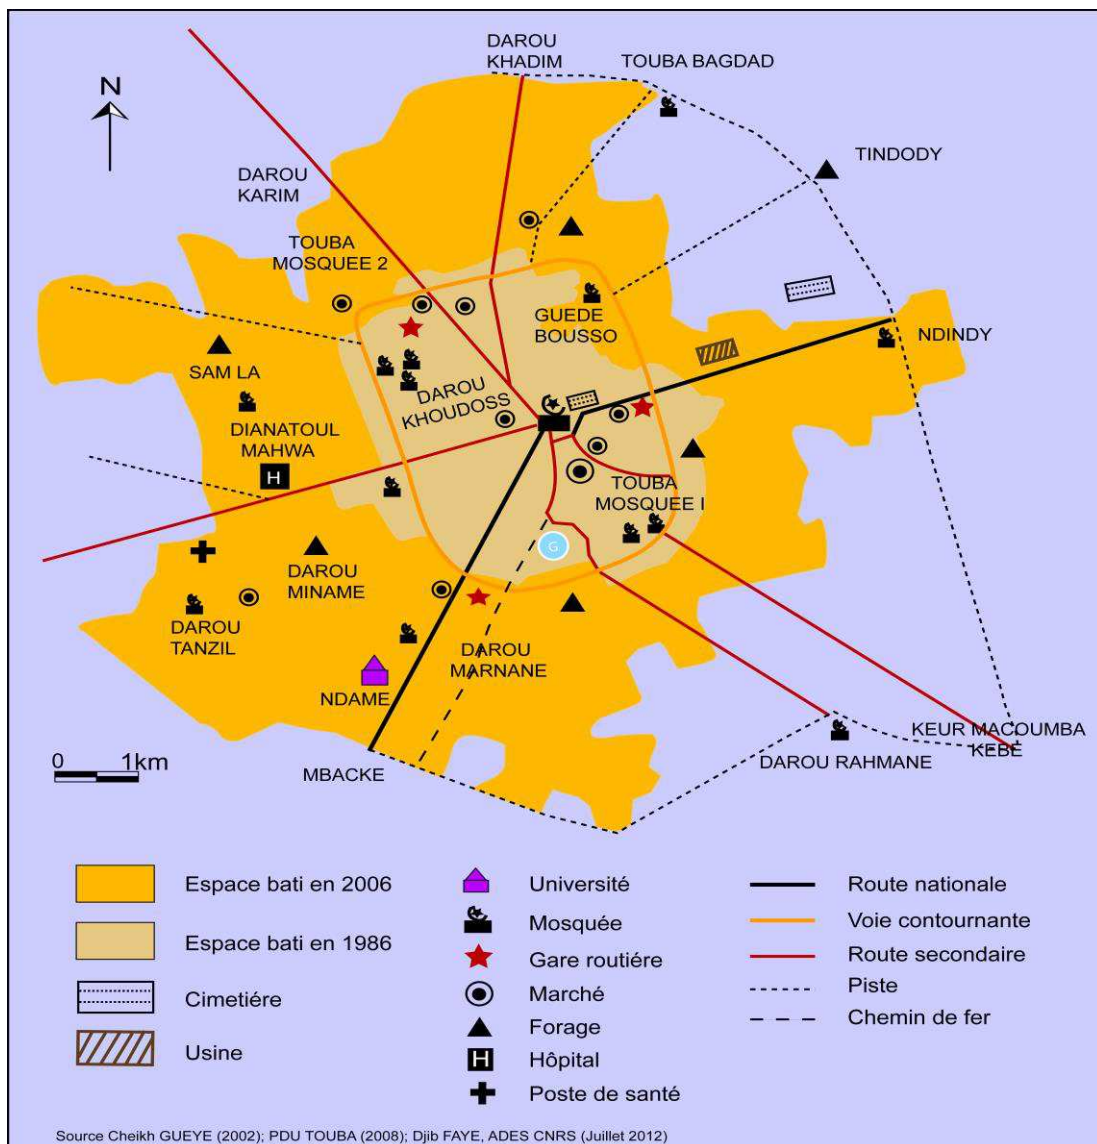 N
DAROU
KHADIM
TOUBA BAGDAD
TINDODY
DAROU
KARIM
TOUBA
MOSQUEE 2
GUEDE
BOUSSO
NDINDY
SAM LA
DAROU
KHOUDOSS
DIANATOUL
MAHWA
H
TOUBA
MOSQUEE I
G
DAROU
MINAME
DAROU
TANZIL
DAROU
MARNANE
NDAME
KEUR MACOUMBA
KEBE
DAROU RAHMANE
MBACKE
0 1km
Espace bati en 2006
Espace bati en 1986
Cimetiére
Usine
Université
Mosquée
Gare routiére
Marché
Forage
H Hôpital
Poste de santé
Route nationale
Voie contournante
Route secondaire
Piste
Chemin de fer
Source Cheikh GUEYE (2002); PDU TOUBA (2008); Djib FAYE, ADES CNRS (Juillet 2012)